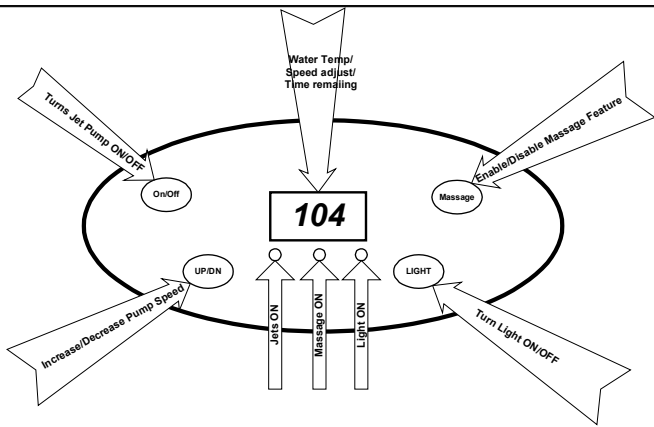 Water Temp/
Speed adjust/
Time remaiing
Turns Jet Pump ON/OFF
Enable/Disable Massage Feature
On/Off
Massage
104
UP/DN
LIGHT
Increase/Decrease Pump Speed
Jets ON
Massage ON
Light ON
Turn Light ON/OFF